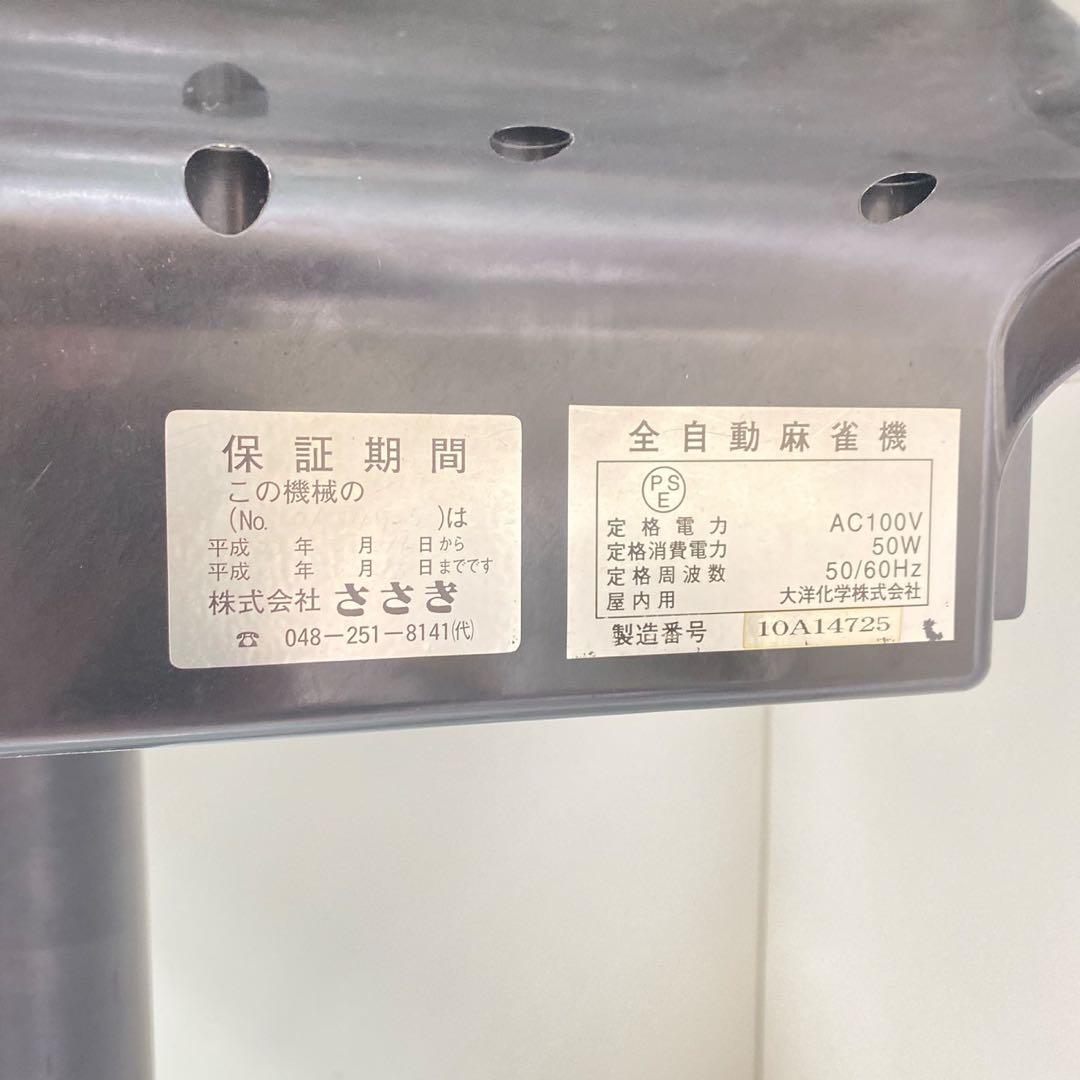 保証期間
この機械の
(No. )は
平成 年 月 日から
平成 年 月 日までです
株式会社 ささき
☎ 048-251-8141(代)
全自動麻雀機
PSE
定格電力 AC100V
定格消費電力 50W
定格周波数 50/60Hz
屋内用 大洋化学株式会社
製造番号 10A14725